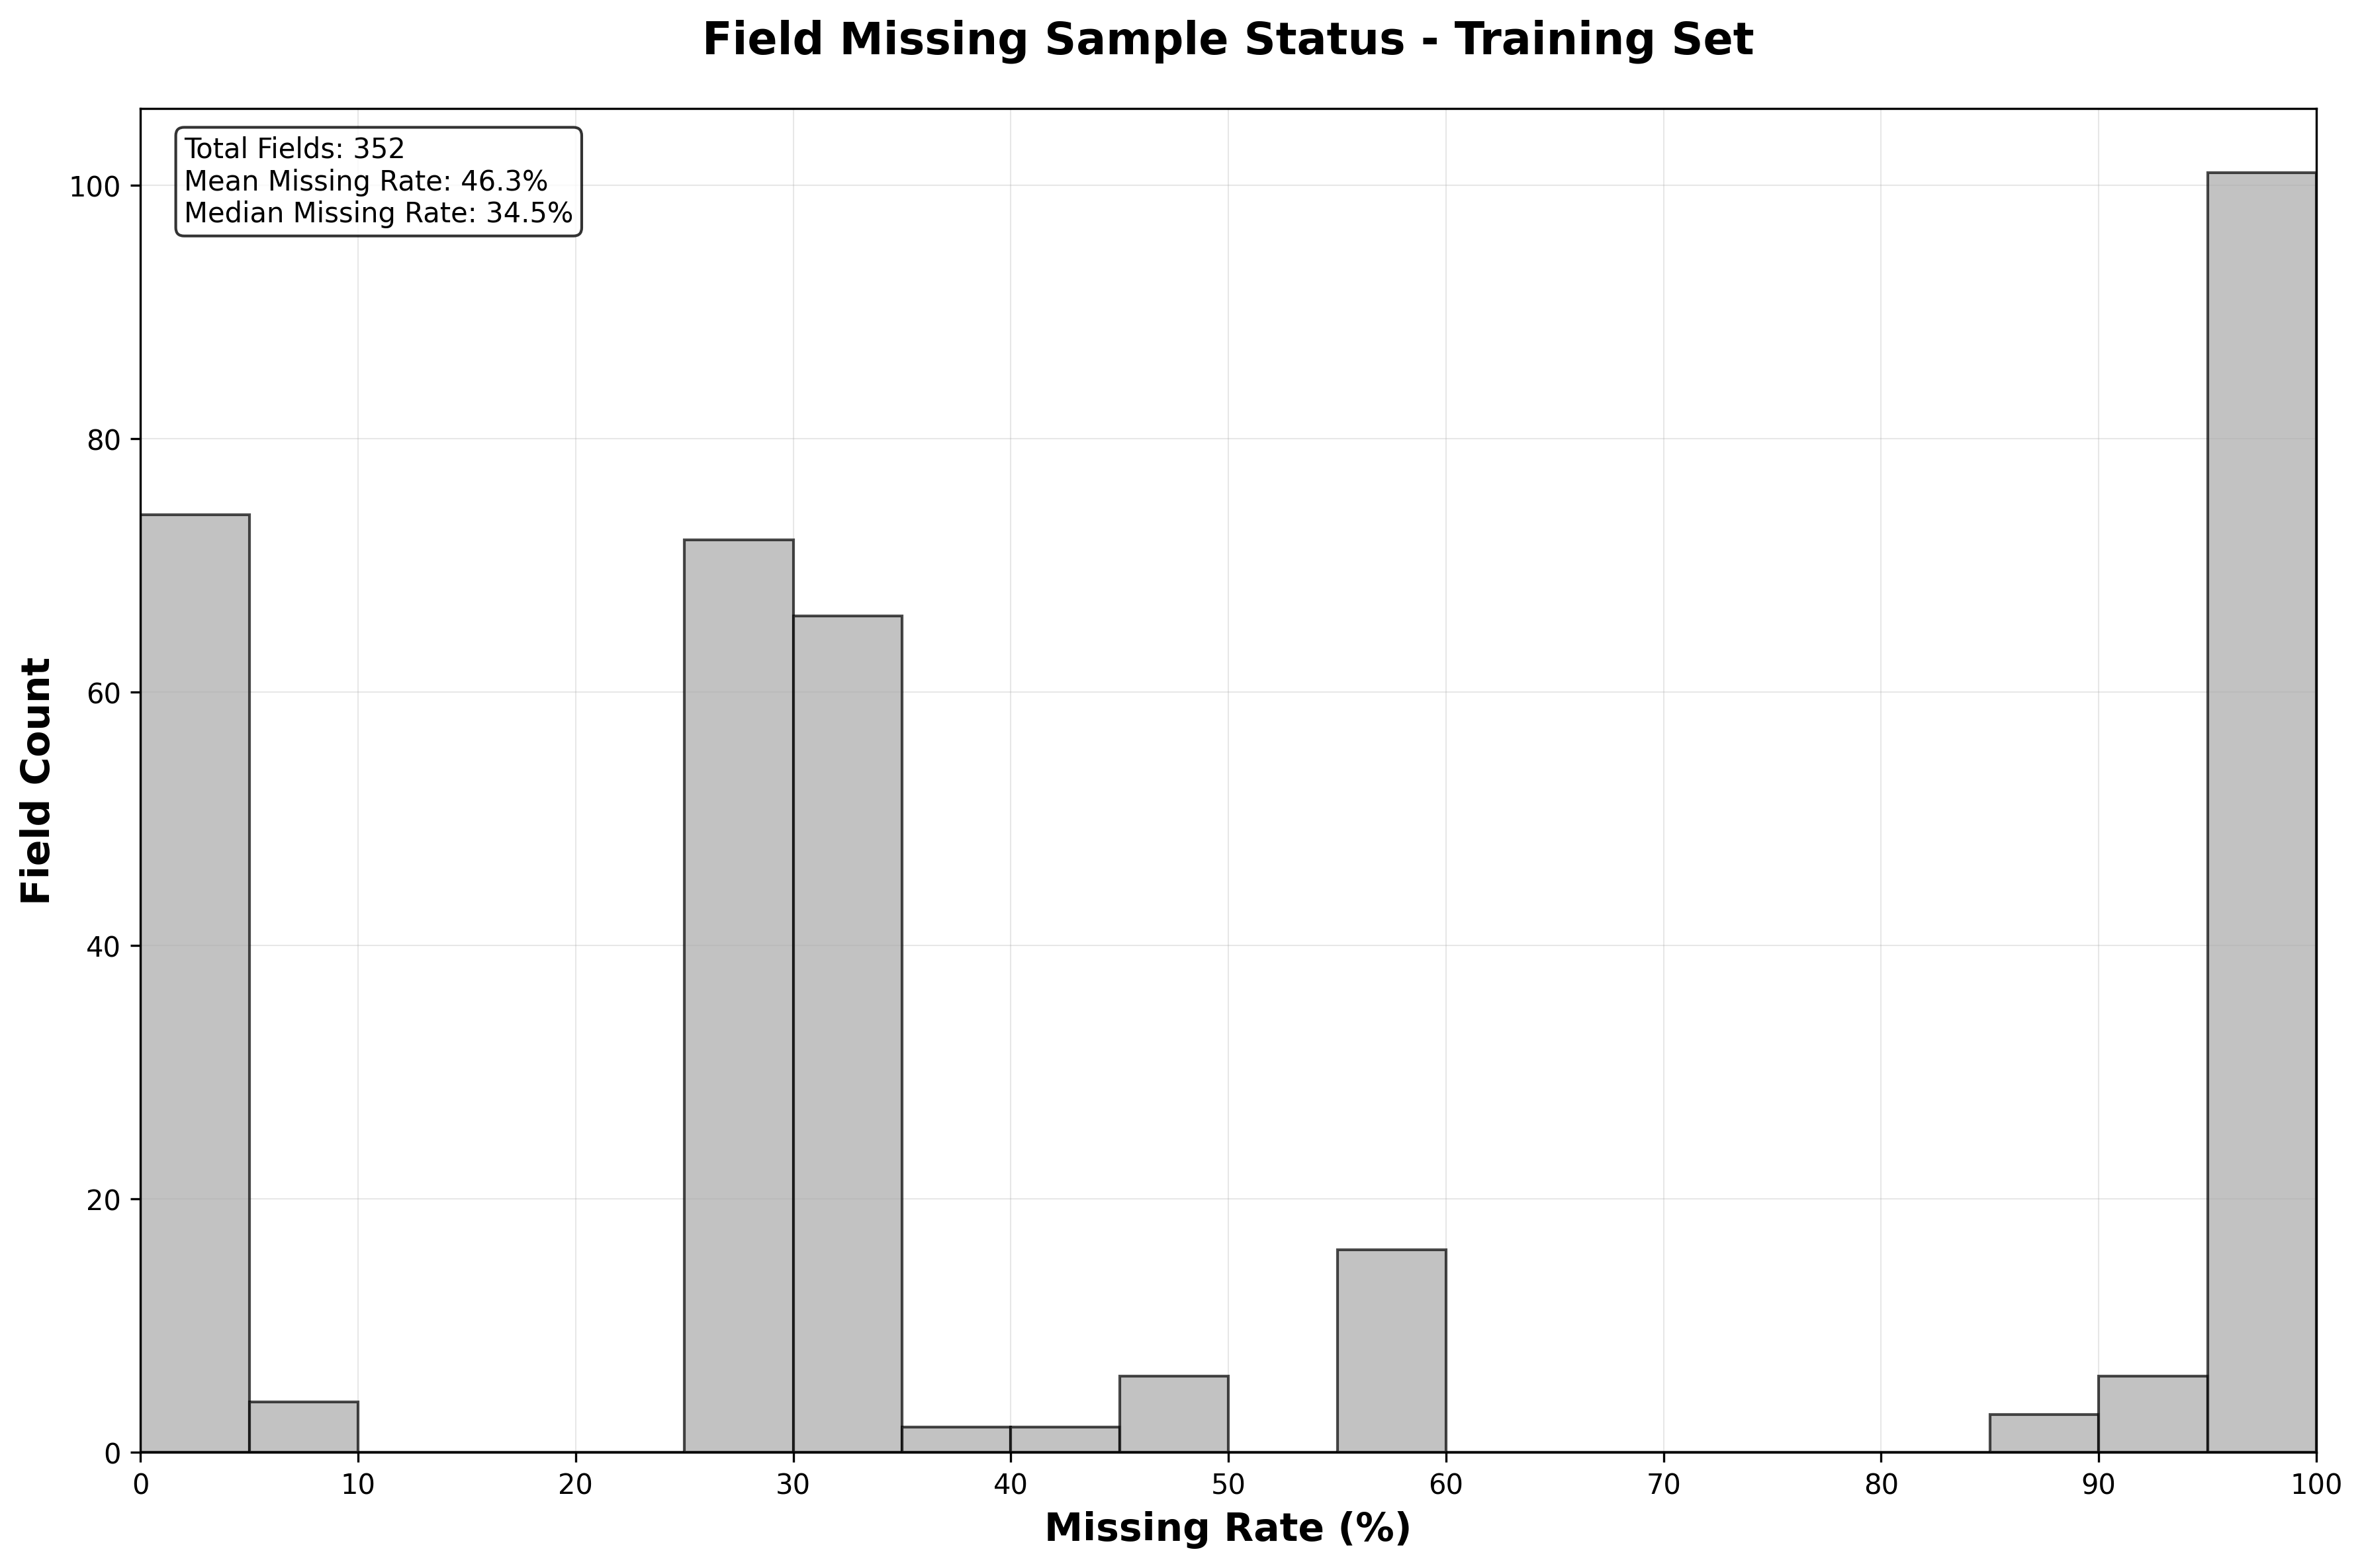 Field Missing Sample Status - Training Set
Total Fields: 352
Mean Missing Rate: 46.3%
Median Missing Rate: 34.5%
100
80
60
40
20
0
Field Count
0 10 20 30 40 50 60 70 80 90 100
Missing Rate (%)